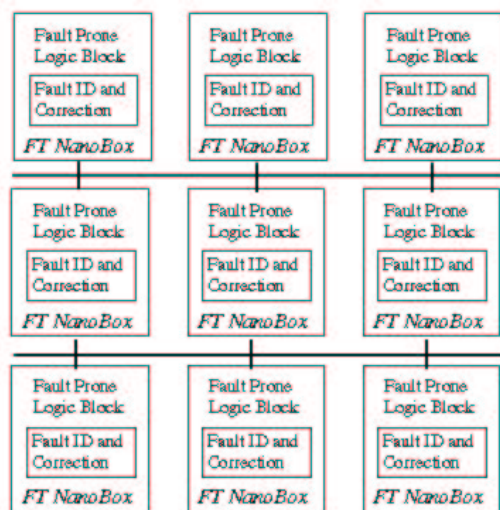 Fault Prone
Logic Block
Fault ID and
Correction
FT NanoBox
Fault Prone
Logic Block
Fault ID and
Correction
FT NanoBox
Fault Prone
Logic Block
Fault ID and
Correction
FT NanoBox
Fault Prone
Logic Block
Fault ID and
Correction
FT NanoBox
Fault Prone
Logic Block
Fault ID and
Correction
FT NanoBox
Fault Prone
Logic Block
Fault ID and
Correction
FT NanoBox
Fault Prone
Logic Block
Fault ID and
Correction
FT NanoBox
Fault Prone
Logic Block
Fault ID and
Correction
FT NanoBox
Fault Prone
Logic Block
Fault ID and
Correction
FT NanoBox